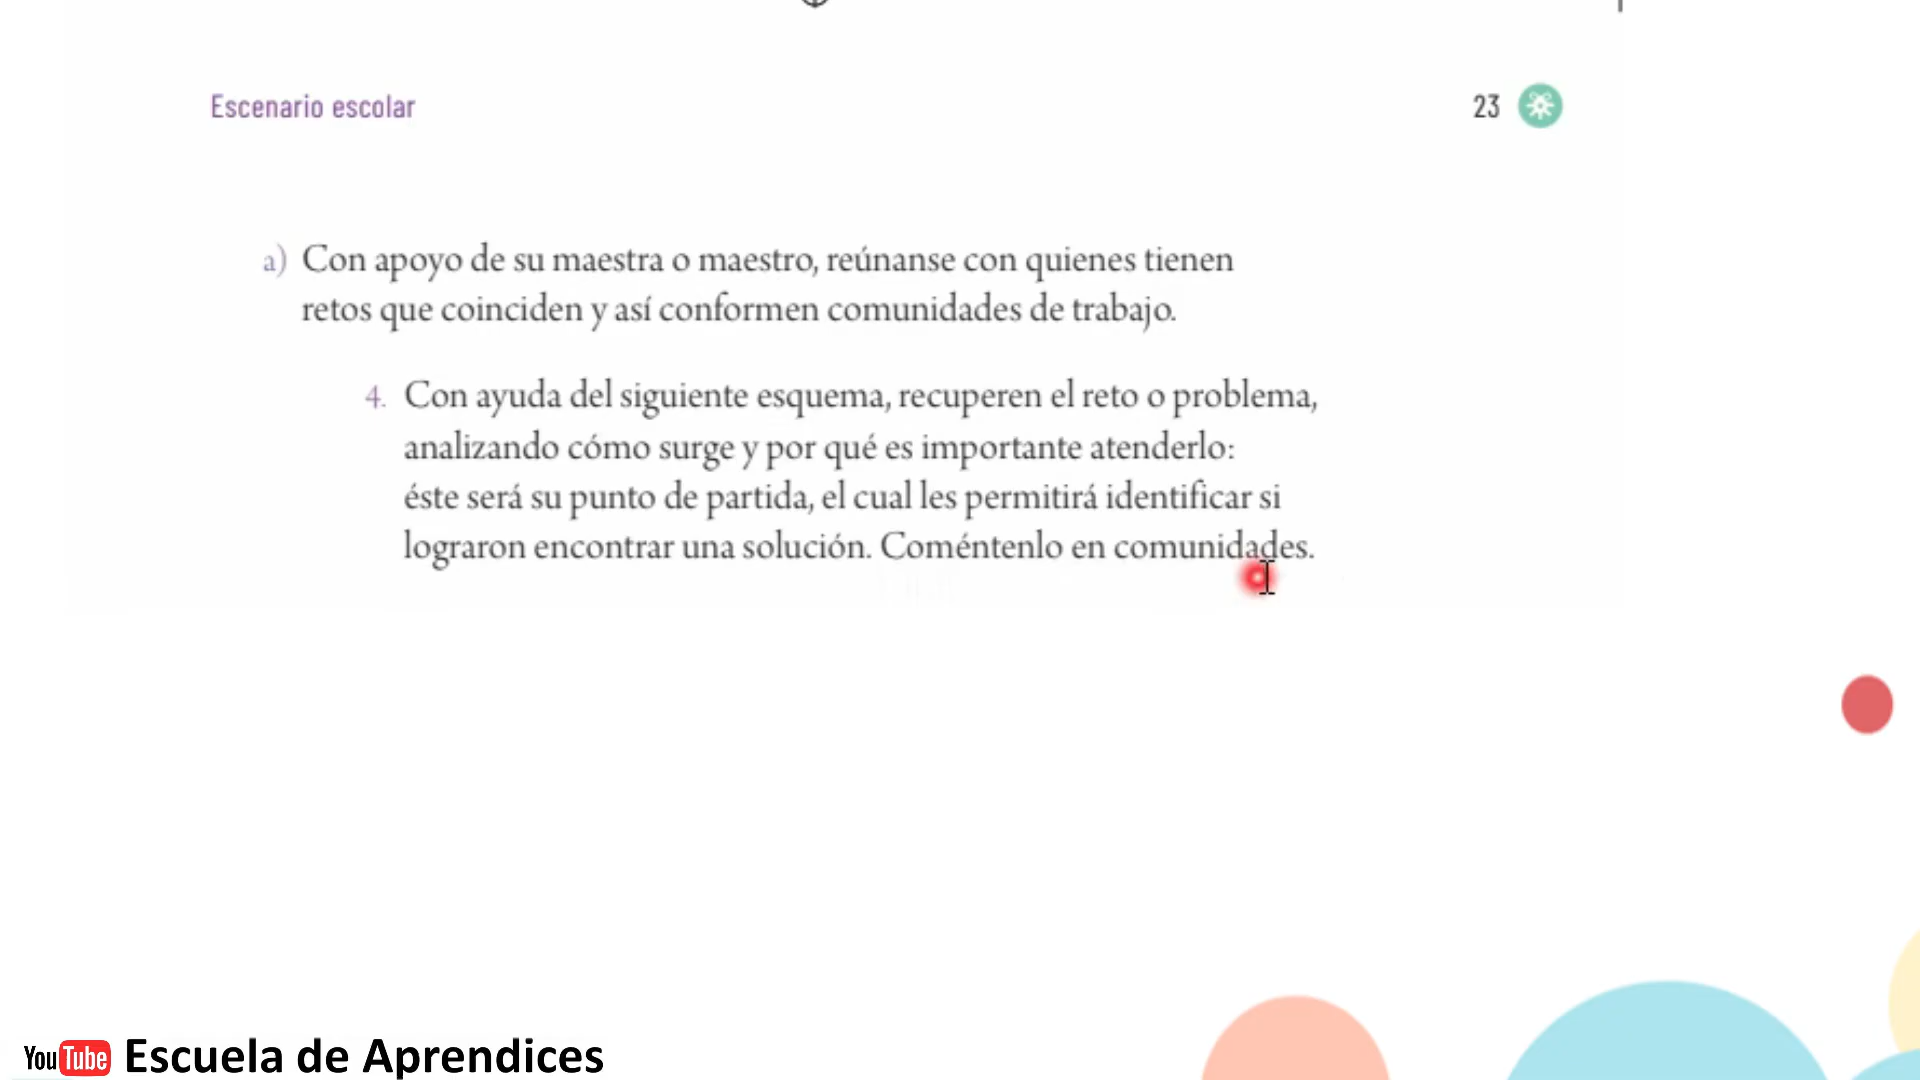 Escenario escolar
23
a) Con apoyo de su maestra o maestro, reúnanse con quienes tienen
retos que coinciden y así conformen comunidades de trabajo.
4. Con ayuda del siguiente esquema, recuperen el reto o problema,
analizando cómo surge y por qué es importante atenderlo:
éste será su punto de partida, el cual les permitirá identificar si
lograron encontrar una solución. Coméntenlo en comunidades.
YouTube Escuela de Aprendices